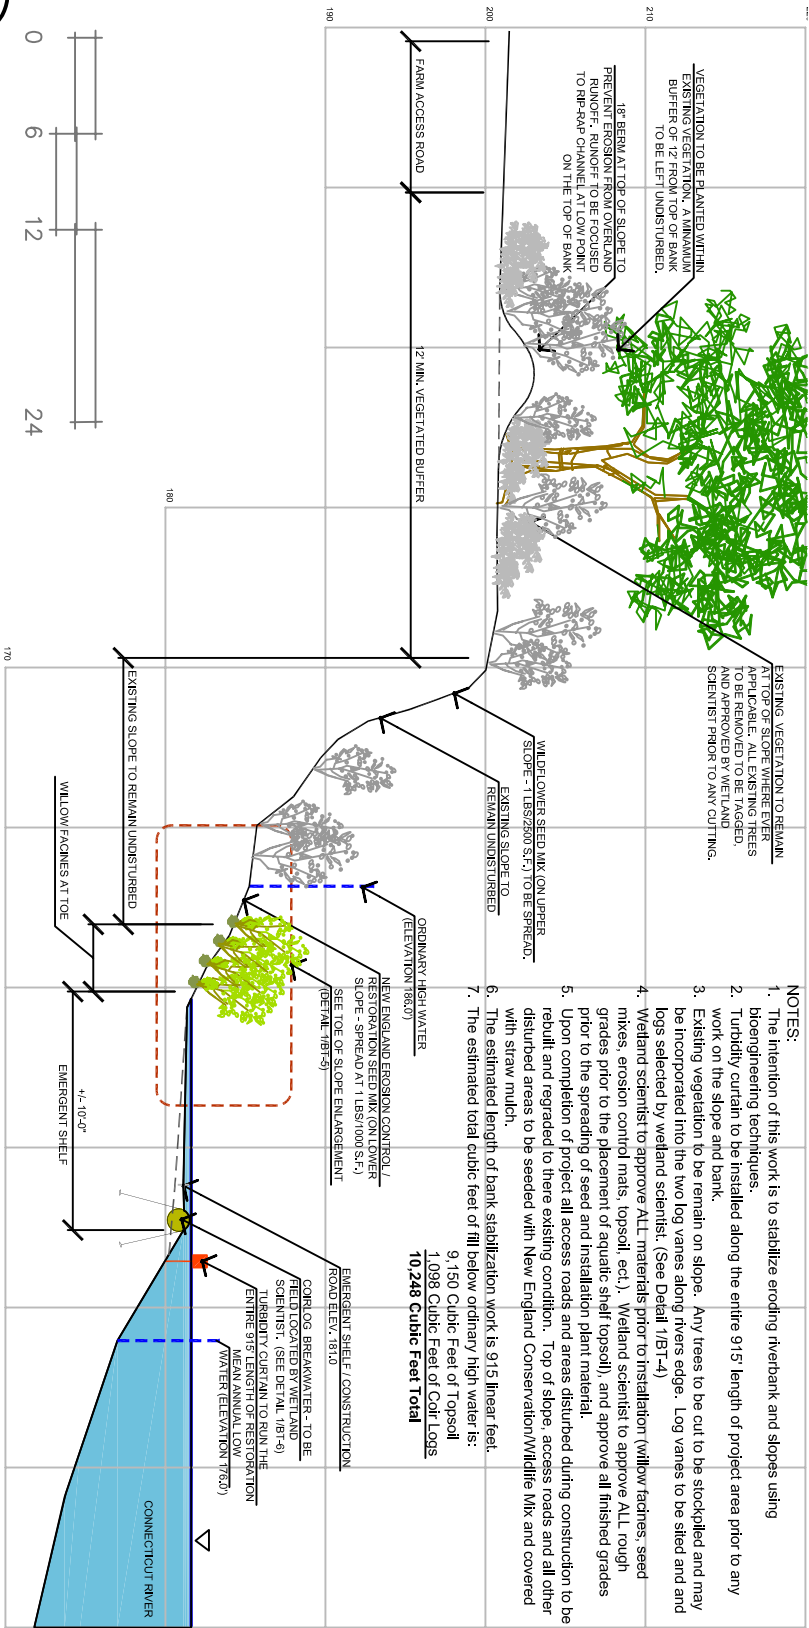 VEGETATION TO BE PLANTED WITHIN
EXISTING VEGETATION. A MINAMUM
BUFFER OF 12' FROM TOP OF BANK
TO BE LEFT UNDISTURBED.
18" BERM AT TOP OF SLOPE TO
PREVENT EROSION FROM OVERLAND
RUNOFF. RUNOFF TO BE FOCUSED
TO RIP-RAP CHANNEL AT LOW POINT
ON THE TOP OF BANK
210
200
190
180
170
FARM ACCESS ROAD
12' MIN. VEGETATED BUFFER
0
6
12
24
EXISTING VEGETATION TO REMAIN
AT TOP OF SLOPE WHERE EVER
APPLICABLE. ALL EXISTING TREES
TO BE REMOVED TO BE TAGGED,
AND APPROVED BY WETLAND
SCIENTIST PRIOR TO ANY CUTTING.
WILDFLOWER SEED MIX (ON UPPER
SLOPE - 1 LBS/2500 S.F.) TO BE SPREAD.
EXISTING SLOPE TO
REMAIN UNDISTURBED
EXISTING SLOPE TO REMAIN UNDISTURBED
WILLOW FACINES AT TOE
ORDINARY HIGH WATER
(ELEVATION 186.0')
NEW ENGLAND EROSION CONTROL /
RESTORATION SEED MIX (ON LOWER
SLOPE - SPREAD AT 1 LBS/1000 S.F.)
SEE TOE OF SLOPE ENLARGEMENT
(DETAIL 1/BT-5)
+/- 10'-0"
EMERGENT SHELF
EMERGENT SHELF / CONSTRUCTION
ROAD ELEV. 181.0
COIRLOG BREAKWATER - TO BE
FIELD LOCATED BY WETLAND
SCIENTIST. (SEE DETAIL 1/BT-6)
TURBIDITY CURTAIN TO RUN THE
ENTIRE 915' LENGTH OF RESTORATION
MEAN ANNUAL LOW
WATER (ELEVATION 176.0')
CONNECTICUT RIVER
NOTES:
1. The intention of this work is to stabilize eroding riverbank and slopes using
bioengineering techniques.
2. Turbidity curtain to be installed along the entire 915' length of project area prior to any
work on the slope and bank.
3. Existing vegetation to be remain on slope. Any trees to be cut to be stockpiled and may
be incorporated into the two log vanes along rivers edge. Log vanes to be sited and and
logs selected by wetland scientist. (See Detail 1/BT-4)
4. Wetland scientist to approve ALL materials prior to installation (willow facines, seed
mixes, erosion control mats, topsoil, ect.). Wetland scientist to approve ALL rough
grades prior to the placement of aquatic shelf topsoil), and approve all finished grades
prior to the spreading of seed and installation plant material.
5. Upon completion of project all access roads and areas disturbed during construction to be
rebuilt and regraded to there existing condition. Top of slope, access roads and all other
disturbed areas to be seeded with New England Conservation/Wildlife Mix and covered
with straw mulch.
6. The estimated length of bank stabilization work is 915 linear feet.
7. The estimated total cubic feet of fill below ordinary high water is:
9,150 Cubic Feet of Topsoil
1,098 Cubic Feet of Coir Logs
10,248 Cubic Feet Total